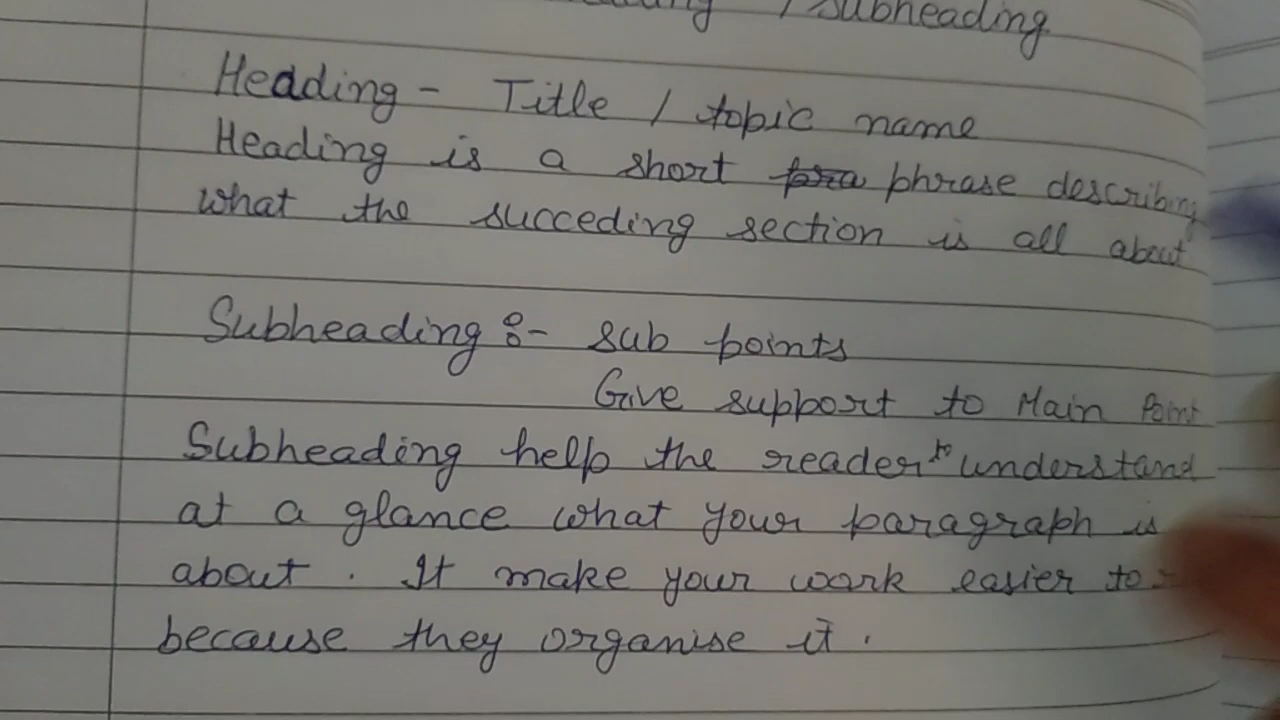 / Subheading
Heading - Title / topic name
Heading is a short phrase describing
what the succeding section is all about
Subheading :- sub points
Give support to Main Point
Subheading help the reader to understand
at a glance what your paragraph is
about. It make your work easier to
because they organise it.